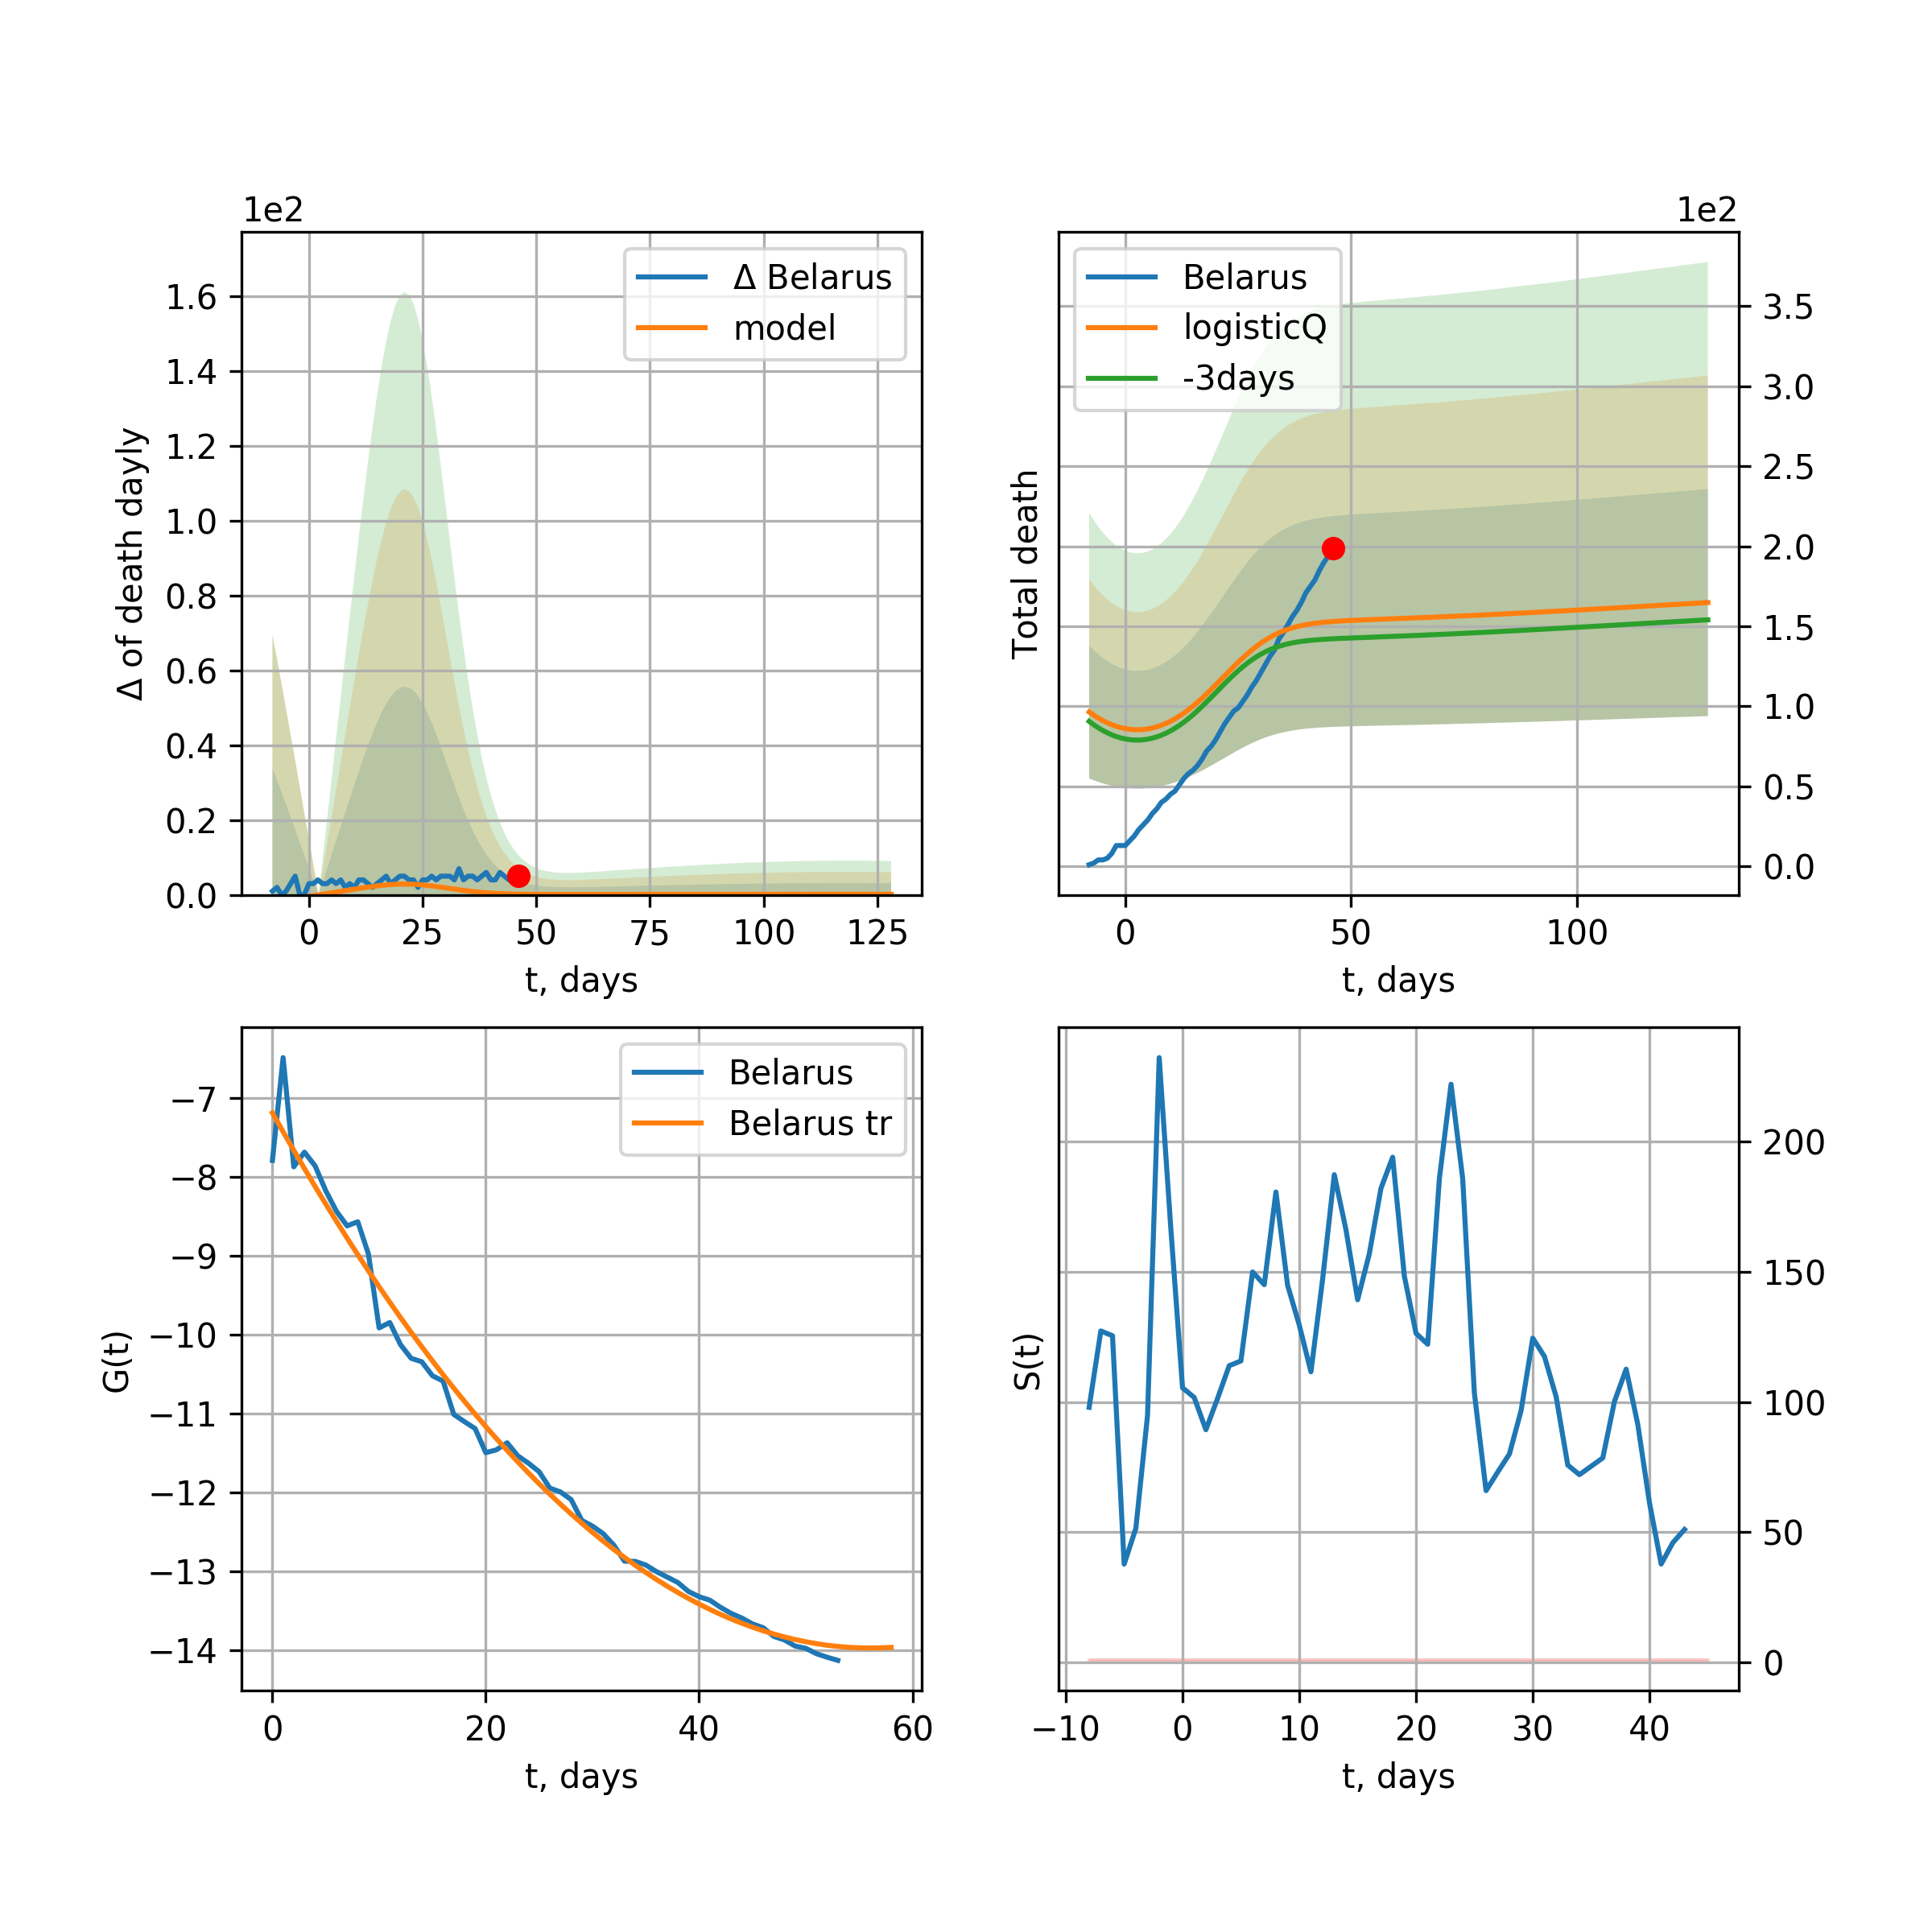 1e2
Δ Belarus
model
Δ of death dayly
1.6
1.4
1.2
1.0
0.8
0.6
0.4
0.2
0.0
0 25 50 75 100 125
t, days
1e2
Belarus
logisticQ
-3days
Total death
3.5
3.0
2.5
2.0
1.5
1.0
0.5
0.0
0 50 100
t, days
Belarus
Belarus tr
G(t)
−7
−8
−9
−10
−11
−12
−13
−14
0 20 40 60
t, days
S(t)
200
150
100
50
0
−10 0 10 20 30 40
t, days